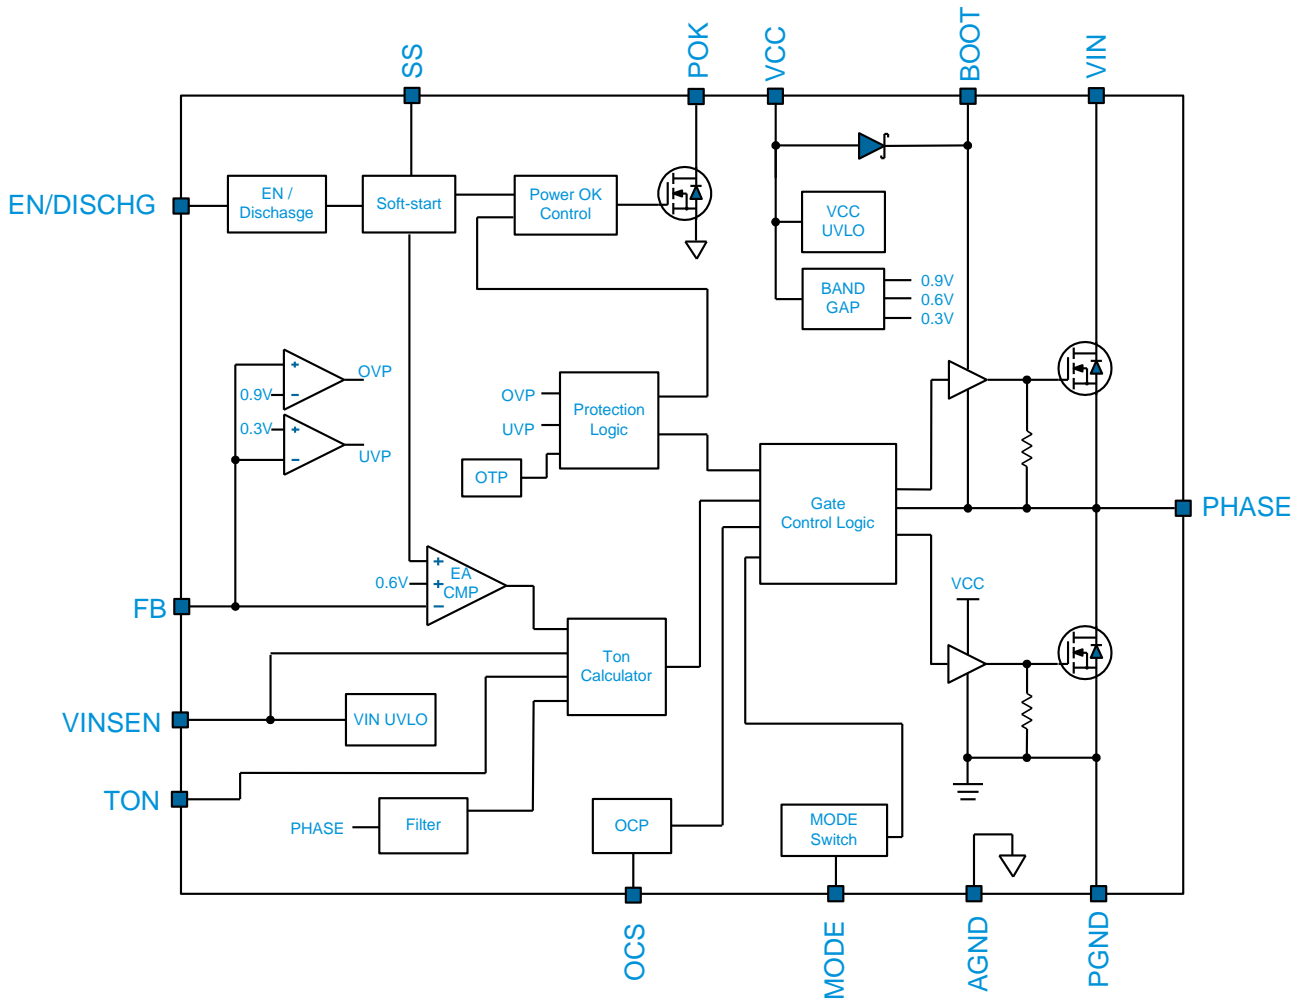 SS
POK
VCC
BOOT
VIN
EN/DISCHG
EN /
Dischasge
Soft-start
Power OK
Control
VCC
UVLO
BAND
GAP
0.9V
0.6V
0.3V
+
0.9V
−
OVP
0.3V
+
−
UVP
OVP
UVP
Protection
Logic
OTP
Gate
Control Logic
PHASE
+
0.6V
+
−
EA
CMP
FB
VCC
Ton
Calculator
VINSEN
VIN UVLO
TON
PHASE
Filter
OCP
MODE
Switch
OCS
MODE
AGND
PGND